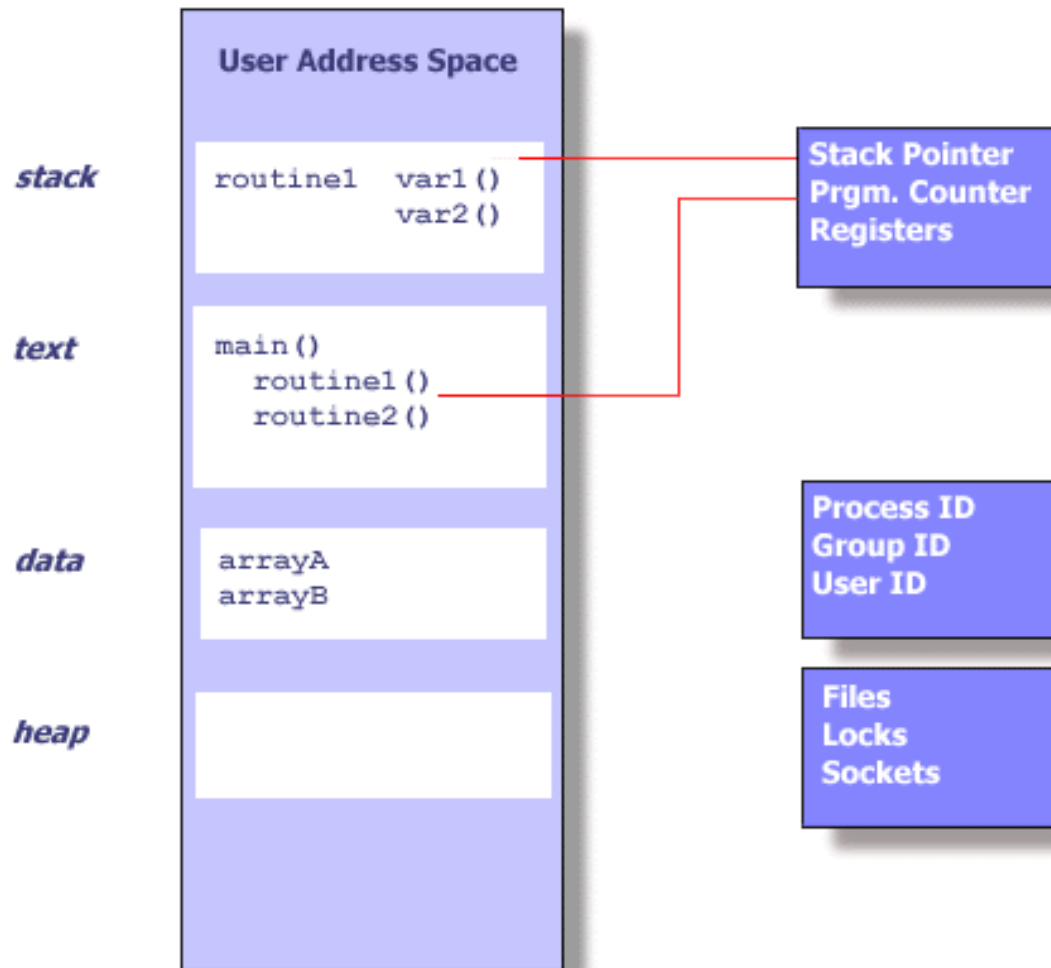 User Address Space
stack
routine1 var1()
var2()
text
main()
routine1()
routine2()
data
arrayA
arrayB
heap
Stack Pointer
Prgm. Counter
Registers
Process ID
Group ID
User ID
Files
Locks
Sockets